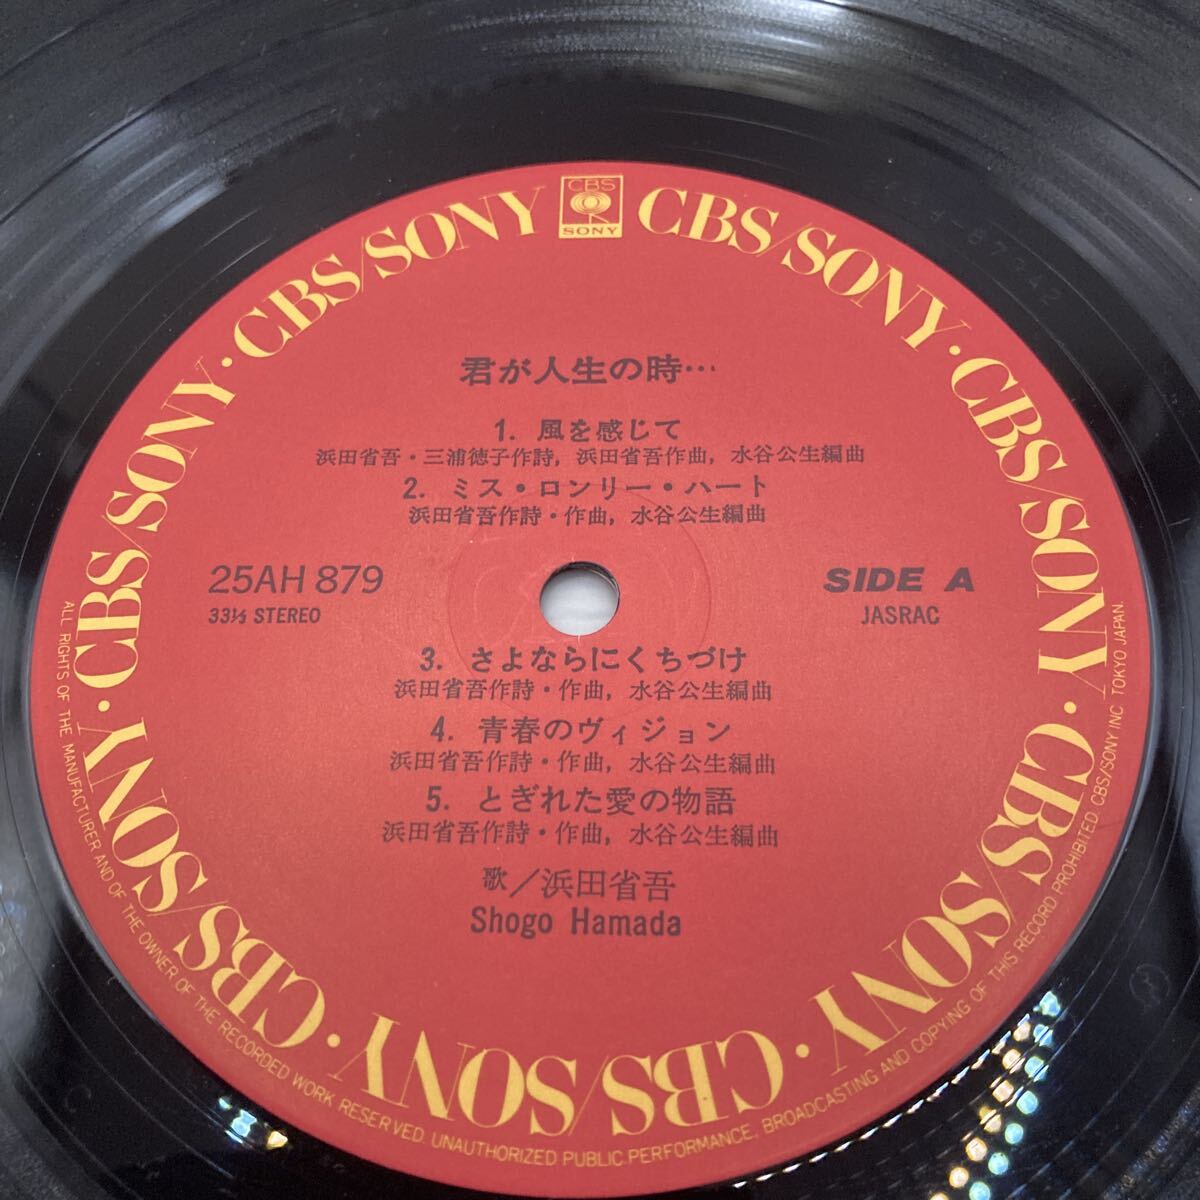 CBS
SONY
CBS/SONY · CBS/SONY · CBS/SONY · CBS/SONY · CBS/SONY · CBS/SONY · CBS/SONY · CBS/SONY · CBS/SONY
君が人生の時…
1. 風を感じて
浜田省吾・三浦徳子作詩, 浜田省吾作曲, 水谷公生編曲
2. ミス・ロンリー・ハート
浜田省吾作詩・作曲, 水谷公生編曲
25AH 879
33⅓ STEREO
SIDE A
JASRAC
3. さよならにくちづけ
浜田省吾作詩・作曲, 水谷公生編曲
4. 青春のヴィジョン
浜田省吾作詩・作曲, 水谷公生編曲
5. とぎれた愛の物語
浜田省吾作詩・作曲, 水谷公生編曲
歌／浜田省吾
Shogo Hamada
ALL RIGHTS OF THE MANUFACTURER AND OF THE OWNER OF THE RECORDED WORK RESERVED. UNAUTHORIZED PUBLIC PERFORMANCE, BROADCASTING AND COPYING OF THIS RECORD PROHIBITED. CBS/SONY INC TOKYO JAPAN.